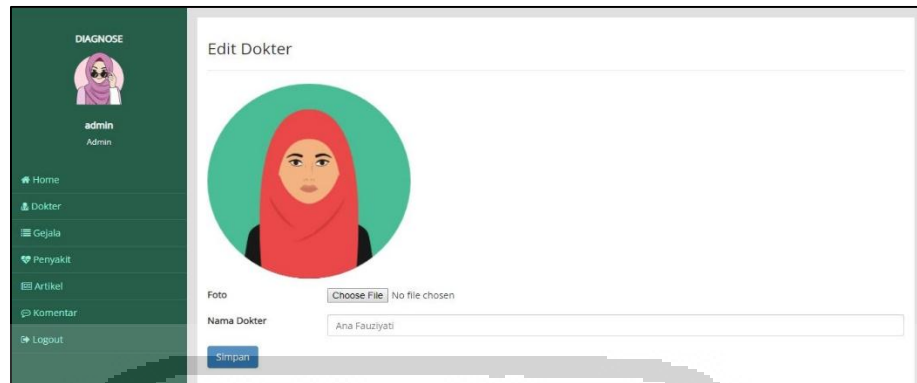 DIAGNOSE
admin
Admin
Home
Dokter
Gejala
Penyakit
Artikel
Komentar
Logout
Edit Dokter
Foto Choose File No file chosen
Nama Dokter Ana Fauziyati
Simpan